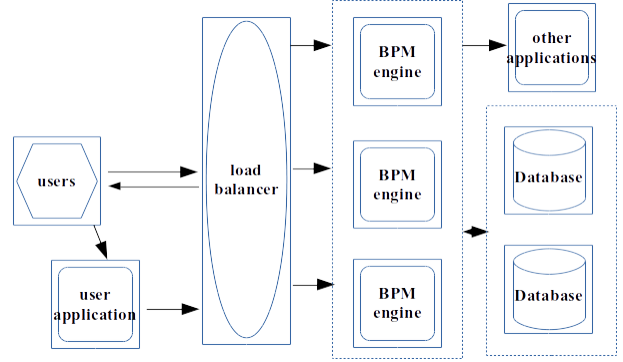 users
user
application
load
balancer
BPM
engine
BPM
engine
BPM
engine
other
applications
Database
Database